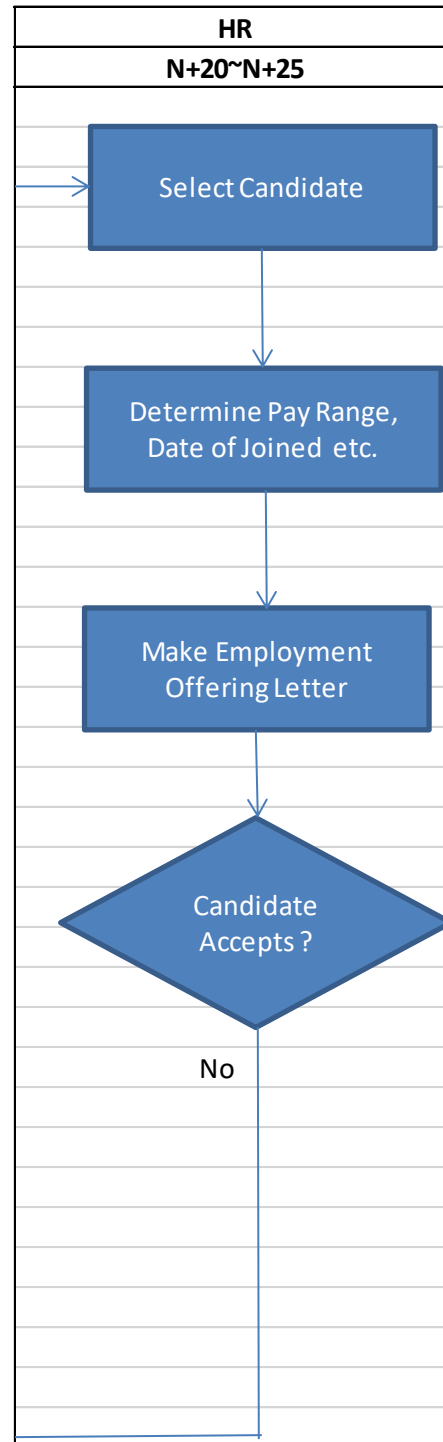 HR
N+20~N+25
Select Candidate
Determine Pay Range,
Date of Joined etc.
Make Employment
Offering Letter
Candidate
Accepts ?
No